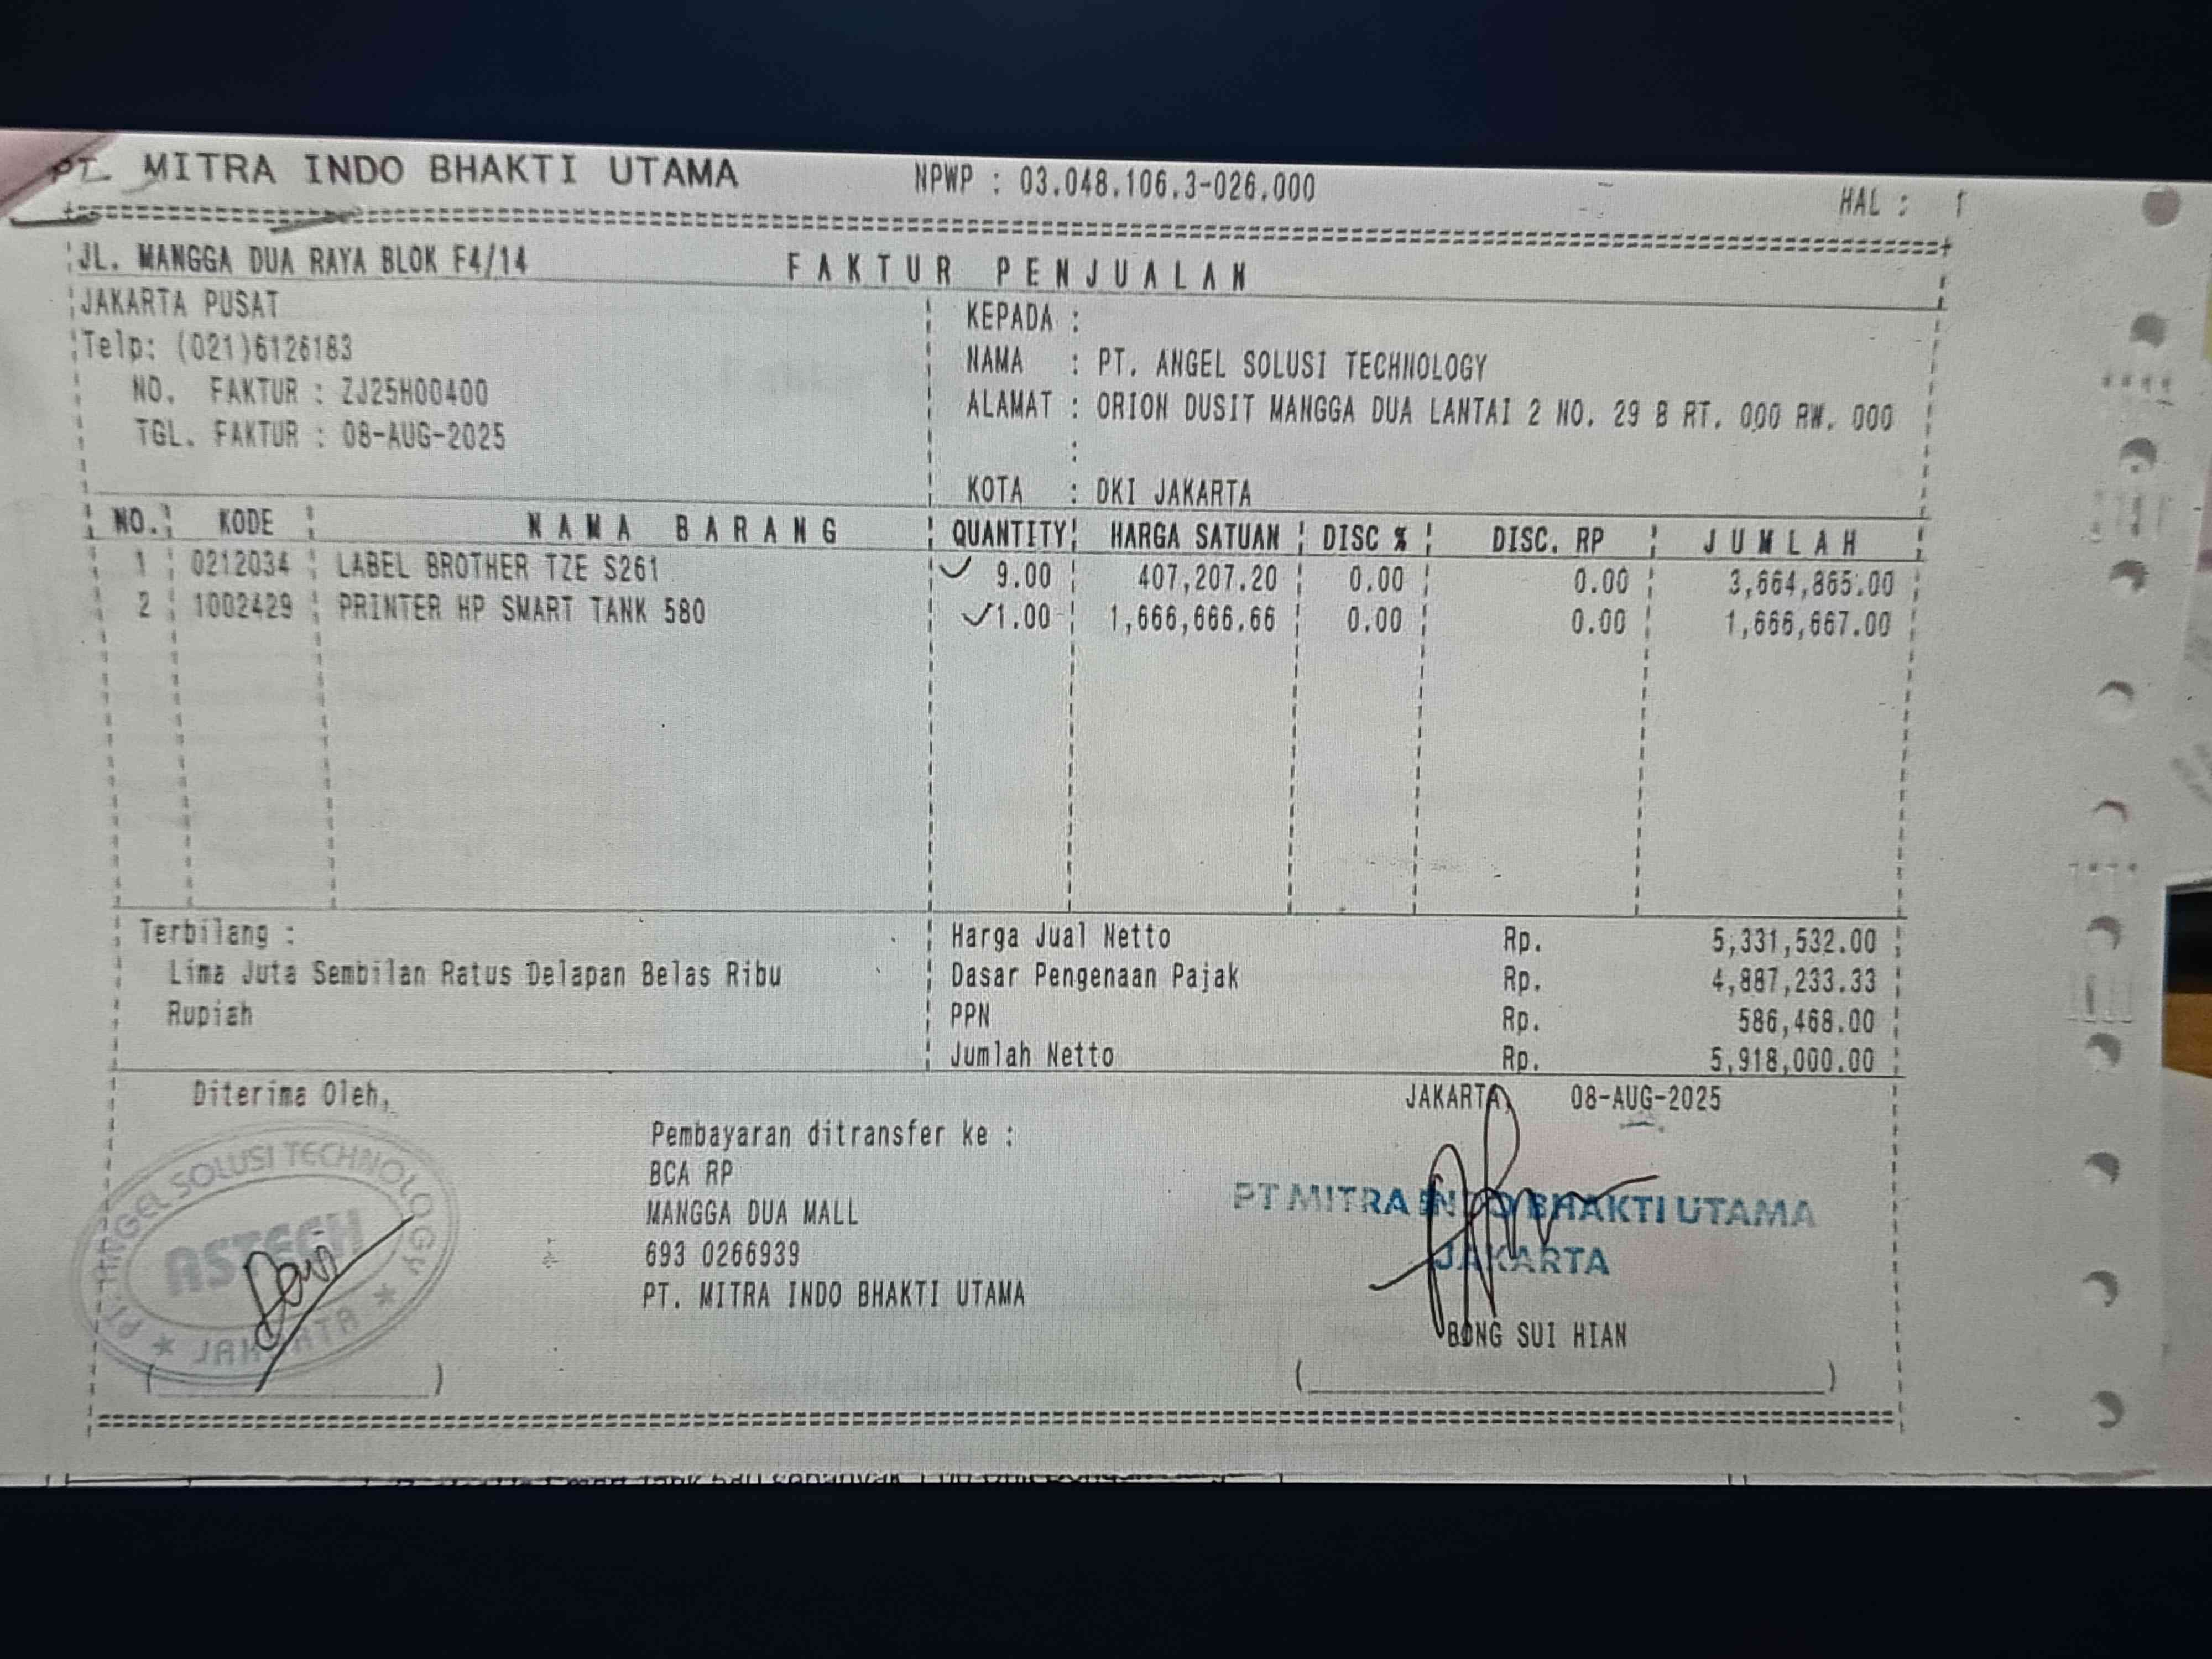 PT. MITRA INDO BHAKTI UTAMA NPWP : 03.048.106.3-026.000 HAL : 1
JL. MANGGA DUA RAYA BLOK F4/14 FAKTUR PENJUALAN
JAKARTA PUSAT
Telp: (021)6126183
NO. FAKTUR : ZJ25H00400
TGL. FAKTUR : 08-AUG-2025
KEPADA :
NAMA : PT. ANGEL SOLUSI TECHNOLOGY
ALAMAT : ORION DUSIT MANGGA DUA LANTAI 2 NO. 29 B RT. 000 RW. 000
:
KOTA : DKI JAKARTA
NO. KODE NAMA BARANG QUANTITY HARGA SATUAN DISC % DISC. RP JUMLAH
1 0212034 LABEL BROTHER TZE S261 9.00 407,207.20 0.00 0.00 3,664,865.00
2 1002429 PRINTER HP SMART TANK 580 1.00 1,666,666.66 0.00 0.00 1,666,667.00
Terbilang :
Lima Juta Sembilan Ratus Delapan Belas Ribu
Rupiah
Harga Jual Netto Rp. 5,331,532.00
Dasar Pengenaan Pajak Rp. 4,887,233.33
PPN Rp. 586,468.00
Jumlah Netto Rp. 5,918,000.00
Diterima Oleh,
PT. ANGEL SOLUSI TECHNOLOGY
ASTECH
JAKARTA
Pembayaran ditransfer ke :
BCA RP
MANGGA DUA MALL
693 0266939
PT. MITRA INDO BHAKTI UTAMA
JAKARTA, 08-AUG-2025
PT MITRA INDO BHAKTI UTAMA
JAKARTA
BONG SUI HIAN